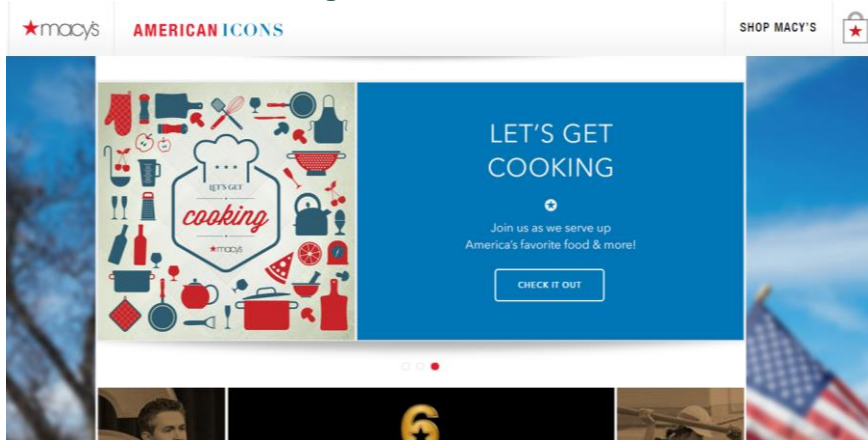 macy's
AMERICAN ICONS
SHOP MACY'S
LET'S GET
cooking
macy's
LET'S GET
COOKING
Join us as we serve up
America's favorite food & more!
CHECK IT OUT
6